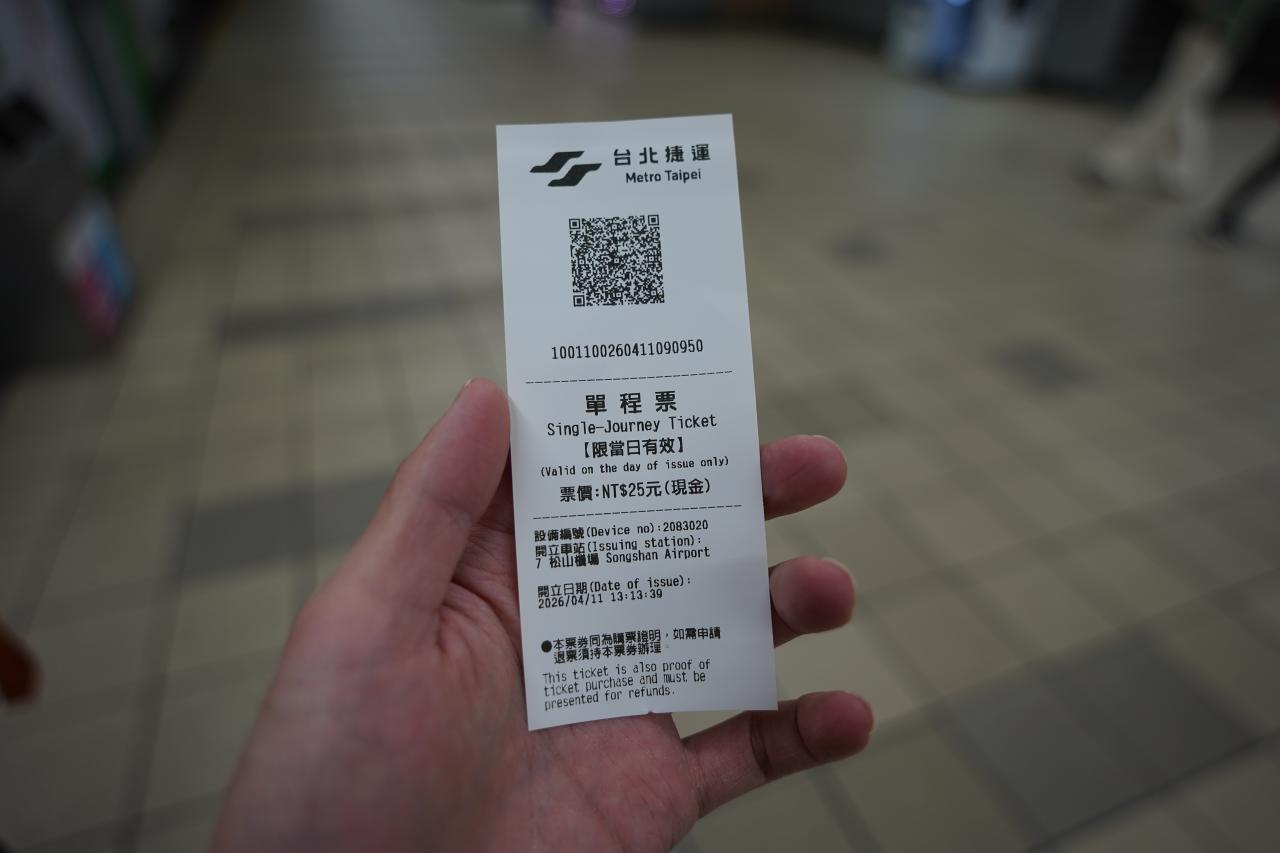 台北捷運
Metro Taipei
1001100260411090950
單程票
Single-Journey Ticket
【限當日有效】
(Valid on the day of issue only)
票價:NT$25元(現金)
設備編號(Device no):2083020
開立車站(Issuing station):
7 松山機場 Songshan Airport
開立日期(Date of issue):
2026/04/11 13:13:39
●本票券同為購票證明，如需申請
退票須持本票券辦理。
This ticket is also proof of
ticket purchase and must be
presented for refunds.